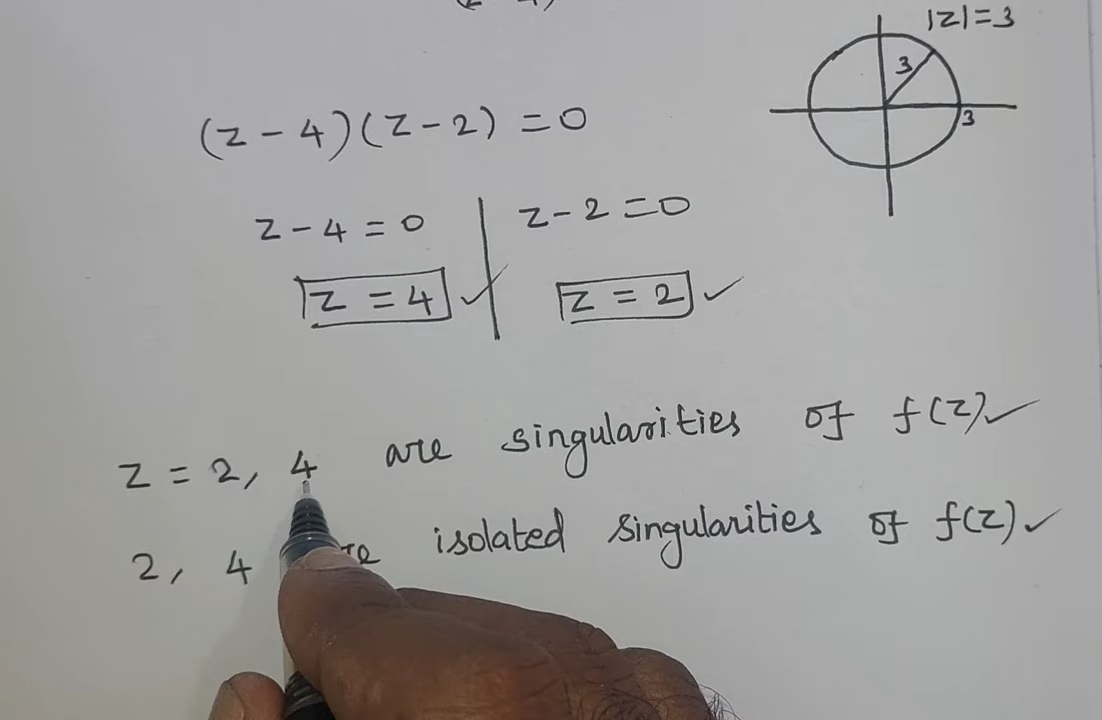 |z|=3
3
3
(z-4)(z-2) = 0
z-4=0 z-2=0
z=4 ✓ z=2 ✓
z=2, 4 are singularities of f(z) ✓
2, 4 isolated singularities of f(z) ✓